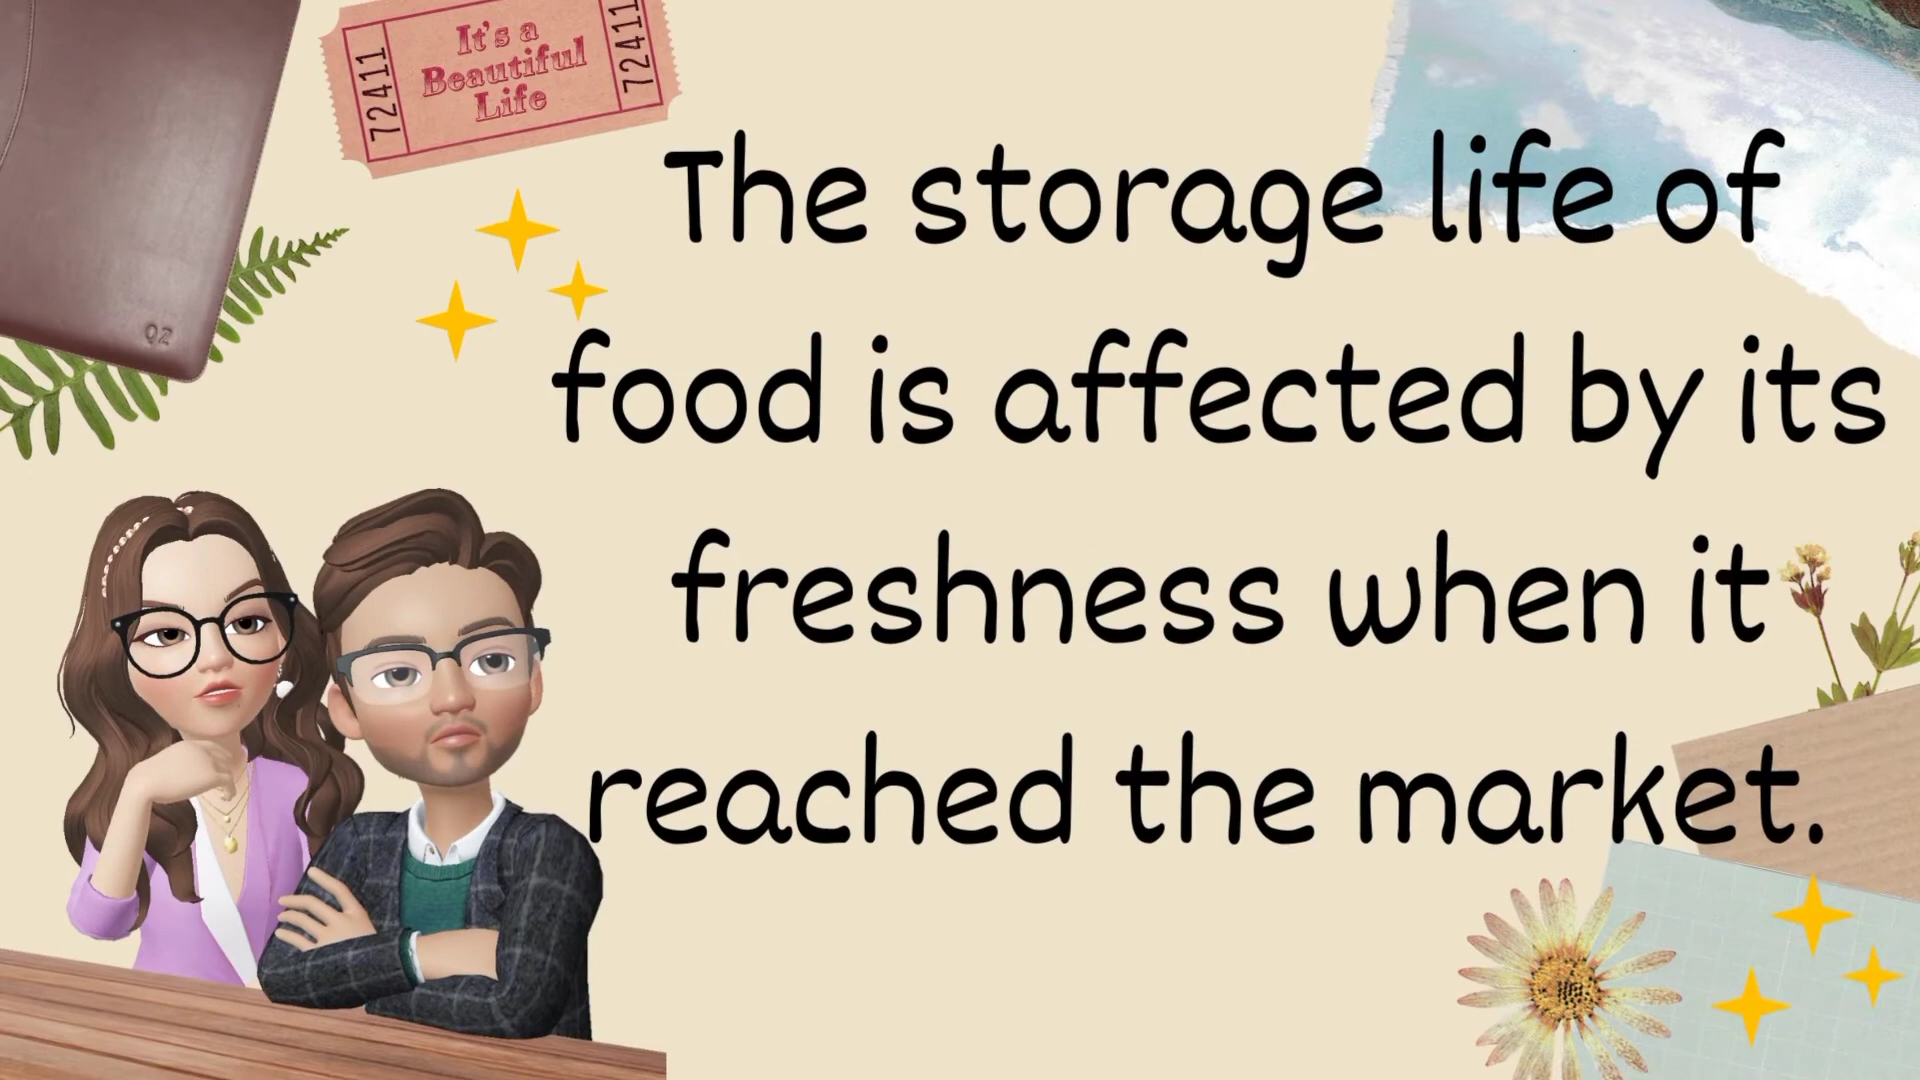 It's a
Beautiful
Life
72411
72411
QZ
The storage life of
food is affected by its
freshness when it
reached the market.